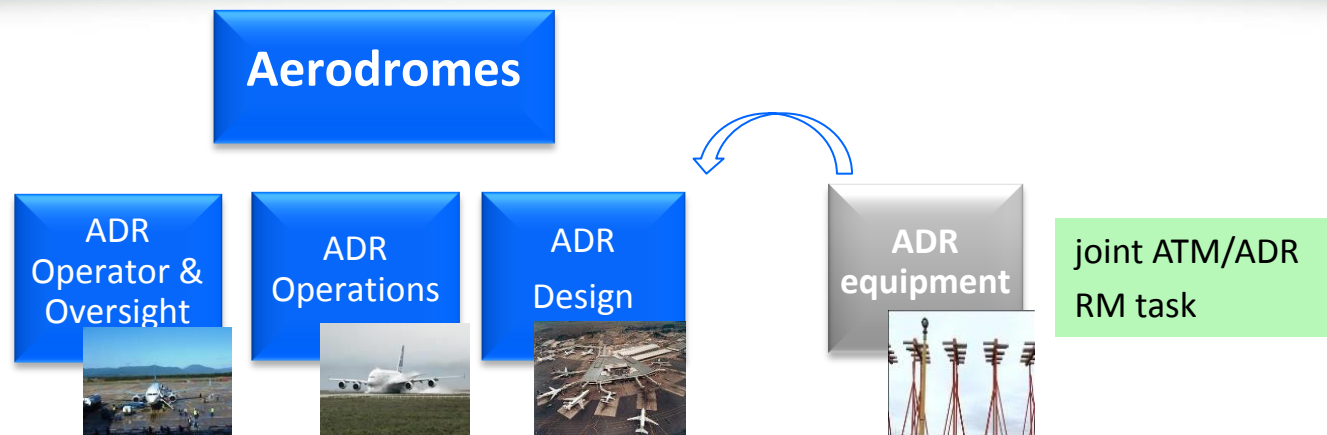 Aerodromes
ADR
Operator &
Oversight
ADR
Operations
ADR
Design
ADR
equipment
joint ATM/ADR
RM task